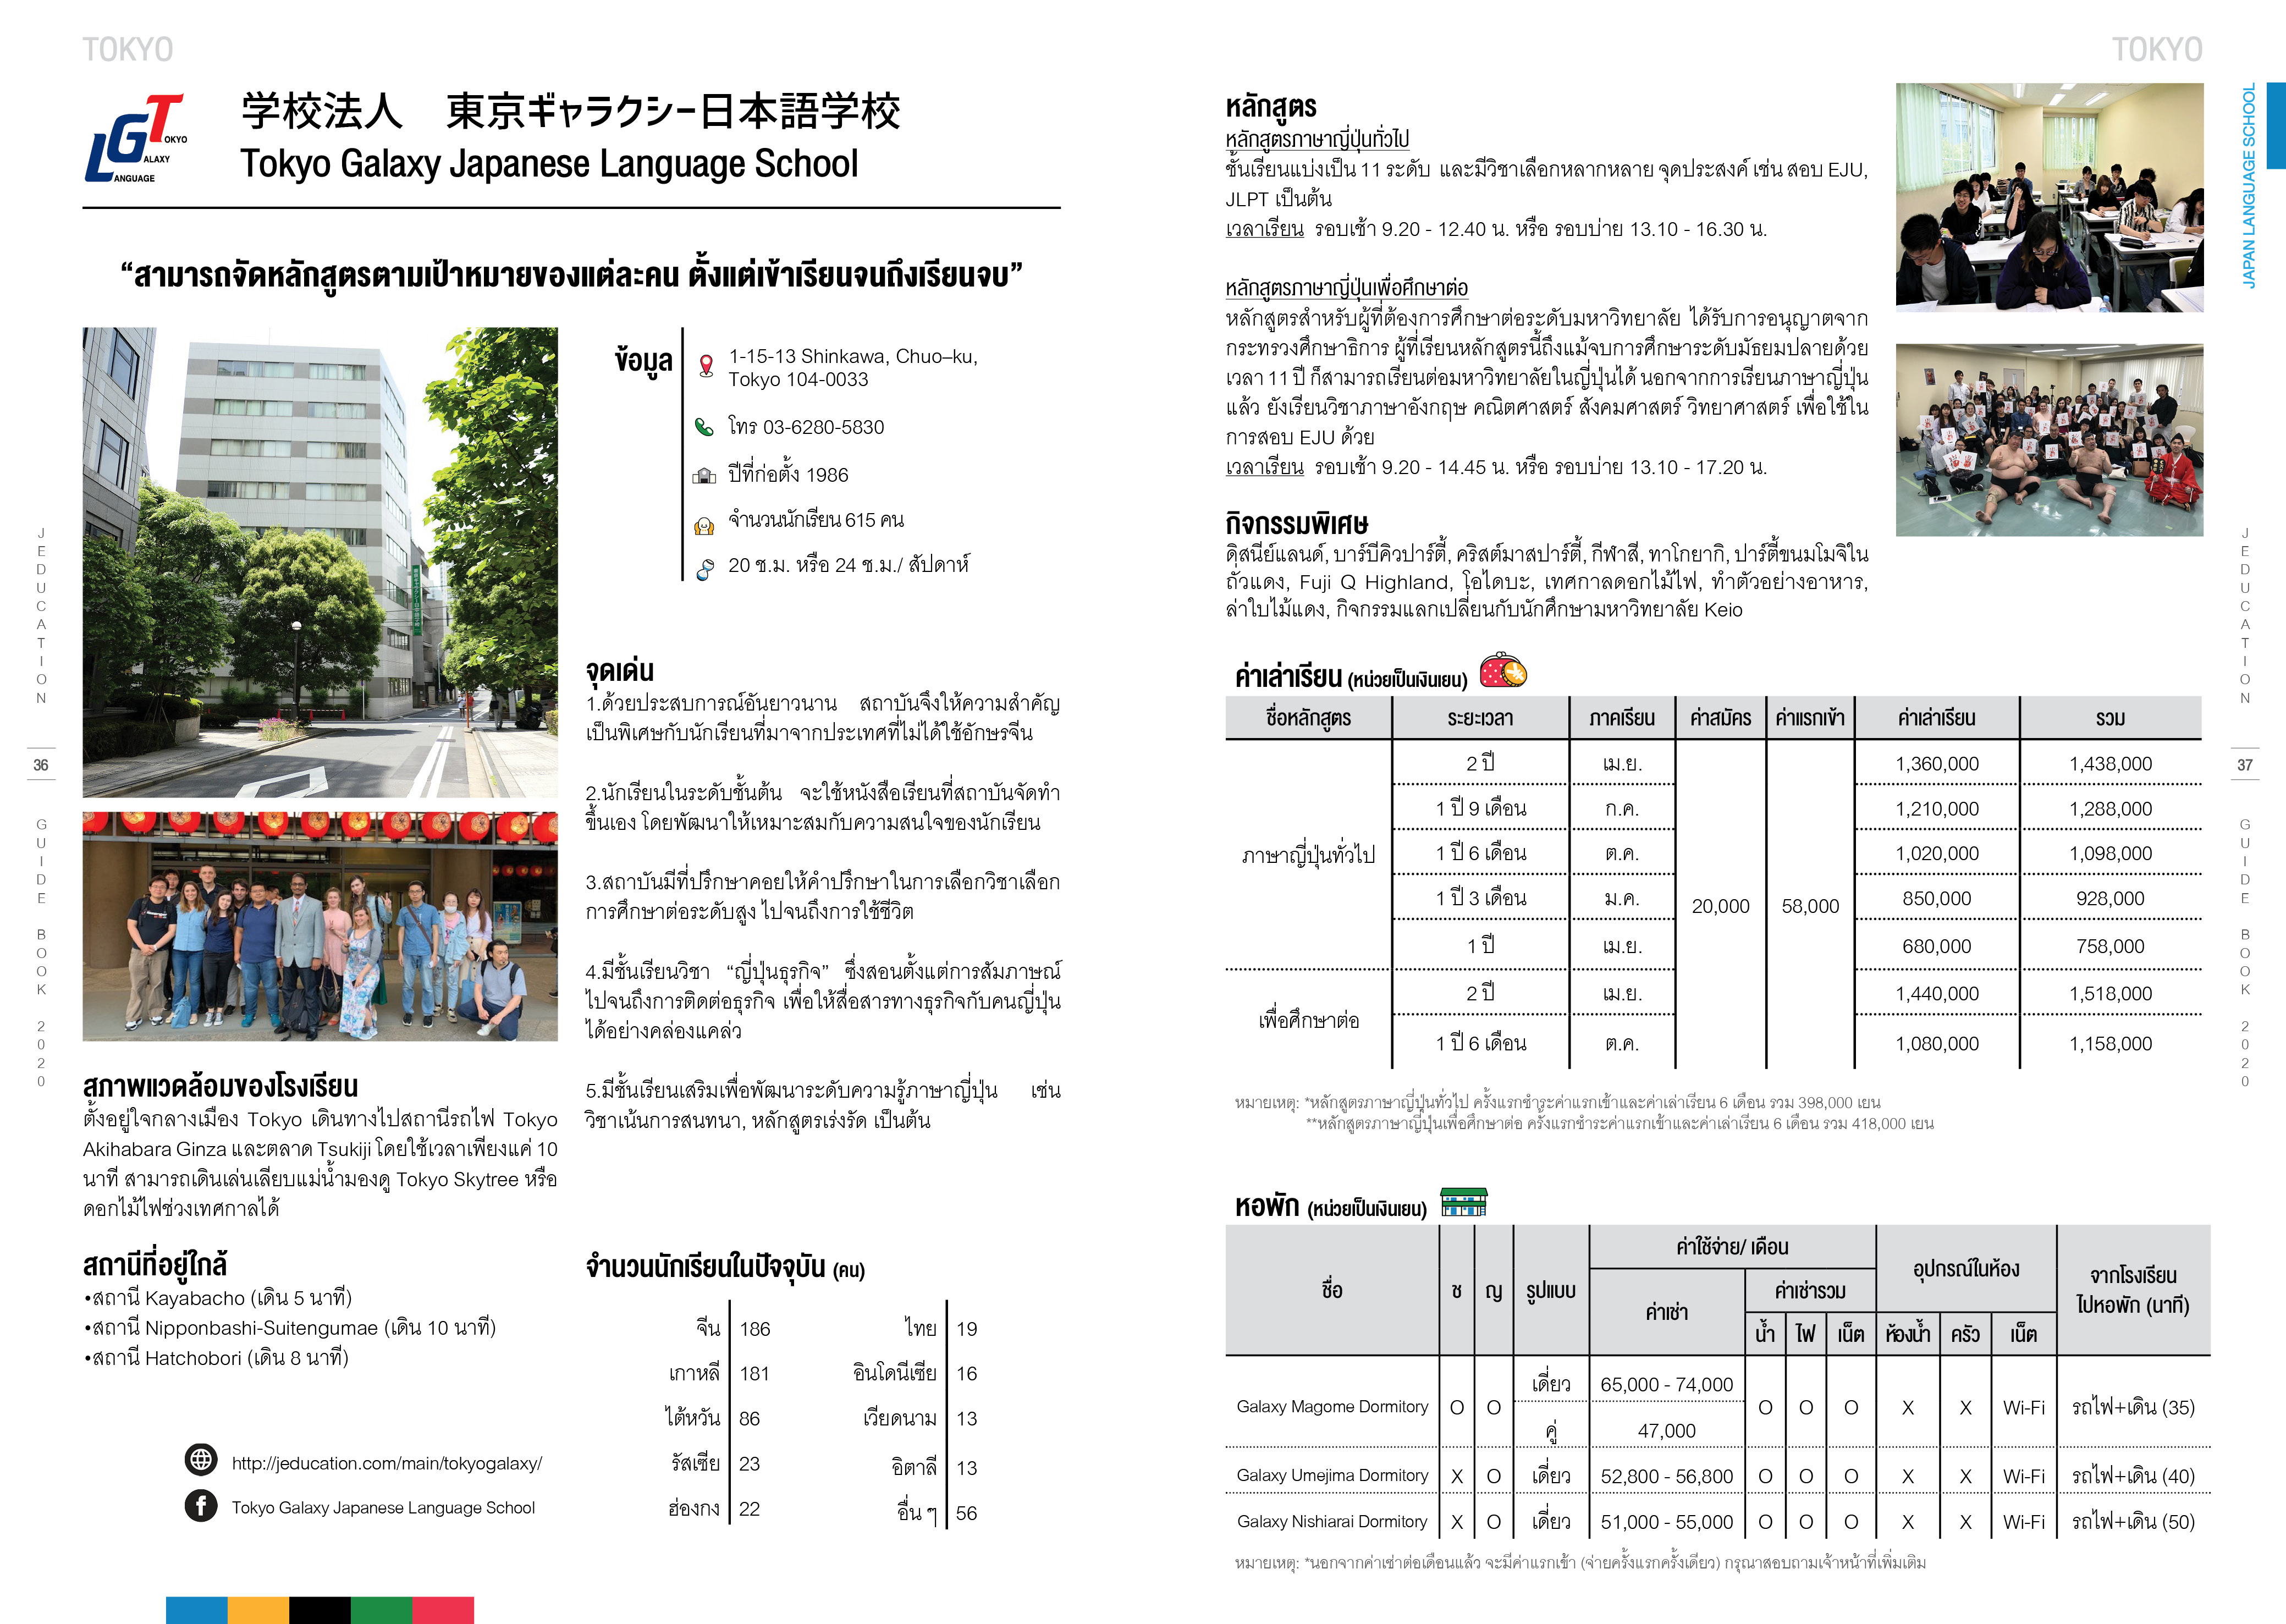 TOKYO
LGT
OKYO
ALAXY
ANGUAGE
学校法人　東京ギャラクシー日本語学校
Tokyo Galaxy Japanese Language School
“สามารถจัดหลักสูตรตามเป้าหมายของแต่ละคน ตั้งแต่เข้าเรียนจนถึงเรียนจบ”
ข้อมูล
1-15-13 Shinkawa, Chuo–ku,
Tokyo 104-0033
โทร 03-6280-5830
ปีที่ก่อตั้ง 1986
จำนวนนักเรียน 615 คน
20 ช.ม. หรือ 24 ช.ม./ สัปดาห์
จุดเด่น
1.ด้วยประสบการณ์อันยาวนาน สถาบันจึงให้ความสำคัญ
เป็นพิเศษกับนักเรียนที่มาจากประเทศที่ไม่ได้ใช้อักษรจีน
2.นักเรียนในระดับชั้นต้น จะใช้หนังสือเรียนที่สถาบันจัดทำ
ขึ้นเอง โดยพัฒนาให้เหมาะสมกับความสนใจของนักเรียน
3.สถาบันมีที่ปรึกษาคอยให้คำปรึกษาในการเลือกวิชาเลือก
การศึกษาต่อระดับสูง ไปจนถึงการใช้ชีวิต
4.มีชั้นเรียนวิชา “ญี่ปุ่นธุรกิจ” ซึ่งสอนตั้งแต่การสัมภาษณ์
ไปจนถึงการติดต่อธุรกิจ เพื่อให้สื่อสารทางธุรกิจกับคนญี่ปุ่น
ได้อย่างคล่องแคล่ว
5.มีชั้นเรียนเสริมเพื่อพัฒนาระดับความรู้ภาษาญี่ปุ่น เช่น
วิชาเน้นการสนทนา, หลักสูตรเร่งรัด เป็นต้น
สภาพแวดล้อมของโรงเรียน
ตั้งอยู่ใจกลางเมือง Tokyo เดินทางไปสถานีรถไฟ Tokyo
Akihabara Ginza และตลาด Tsukiji โดยใช้เวลาเพียงแค่ 10
นาที สามารถเดินเล่นเลียบแม่น้ำมองดู Tokyo Skytree หรือ
ดอกไม้ไฟช่วงเทศกาลได้
สถานีที่อยู่ใกล้
•สถานี Kayabacho (เดิน 5 นาที)
•สถานี Nipponbashi-Suitengumae (เดิน 10 นาที)
•สถานี Hatchobori (เดิน 8 นาที)
http://jeducation.com/main/tokyogalaxy/
Tokyo Galaxy Japanese Language School
จำนวนนักเรียนในปัจจุบัน (คน)
จีน 186 ไทย 19
เกาหลี 181 อินโดนีเซีย 16
ไต้หวัน 86 เวียดนาม 13
รัสเซีย 23 อิตาลี 13
ฮ่องกง 22 อื่น ๆ 56
JEDUCATION
36
GUIDE BOOK 2020
TOKYO
JAPAN LANGUAGE SCHOOL
หลักสูตร
หลักสูตรภาษาญี่ปุ่นทั่วไป
ชั้นเรียนแบ่งเป็น 11 ระดับ และมีวิชาเลือกหลากหลาย จุดประสงค์ เช่น สอบ EJU,
JLPT เป็นต้น
เวลาเรียน รอบเช้า 9.20 - 12.40 น. หรือ รอบบ่าย 13.10 - 16.30 น.
หลักสูตรภาษาญี่ปุ่นเพื่อศึกษาต่อ
หลักสูตรสำหรับผู้ที่ต้องการศึกษาต่อระดับมหาวิทยาลัย ได้รับการอนุญาตจาก
กระทรวงศึกษาธิการ ผู้ที่เรียนหลักสูตรนี้ถึงแม้จบการศึกษาระดับมัธยมปลายด้วย
เวลา 11 ปี ก็สามารถเรียนต่อมหาวิทยาลัยในญี่ปุ่นได้ นอกจากการเรียนภาษาญี่ปุ่น
แล้ว ยังเรียนวิชาภาษาอังกฤษ คณิตศาสตร์ สังคมศาสตร์ วิทยาศาสตร์ เพื่อใช้ใน
การสอบ EJU ด้วย
เวลาเรียน รอบเช้า 9.20 - 14.45 น. หรือ รอบบ่าย 13.10 - 17.20 น.
กิจกรรมพิเศษ
ดิสนีย์แลนด์, บาร์บีคิวปาร์ตี้, คริสต์มาสปาร์ตี้, กีฬาสี, ทาโกยากิ, ปาร์ตี้ขนมโมจิใน
ถั่วแดง, Fuji Q Highland, โอไดบะ, เทศกาลดอกไม้ไฟ, ทำตัวอย่างอาหาร,
ล่าใบไม้แดง, กิจกรรมแลกเปลี่ยนกับนักศึกษามหาวิทยาลัย Keio
ค่าเล่าเรียน (หน่วยเป็นเงินเยน)
ชื่อหลักสูตร ระยะเวลา ภาคเรียน ค่าสมัคร ค่าแรกเข้า ค่าเล่าเรียน รวม
2 ปี เม.ย. 1,360,000 1,438,000
1 ปี 9 เดือน ก.ค. 1,210,000 1,288,000
ภาษาญี่ปุ่นทั่วไป 1 ปี 6 เดือน ต.ค. 1,020,000 1,098,000
1 ปี 3 เดือน ม.ค. 20,000 58,000 850,000 928,000
1 ปี เม.ย. 680,000 758,000
2 ปี เม.ย. 1,440,000 1,518,000
เพื่อศึกษาต่อ
1 ปี 6 เดือน ต.ค. 1,080,000 1,158,000
หมายเหตุ: *หลักสูตรภาษาญี่ปุ่นทั่วไป ครั้งแรกชำระค่าแรกเข้าและค่าเล่าเรียน 6 เดือน รวม 398,000 เยน
**หลักสูตรภาษาญี่ปุ่นเพื่อศึกษาต่อ ครั้งแรกชำระค่าแรกเข้าและค่าเล่าเรียน 6 เดือน รวม 418,000 เยน
หอพัก (หน่วยเป็นเงินเยน)
ชื่อ ช ญ รูปแบบ ค่าใช้จ่าย/ เดือน อุปกรณ์ในห้อง จากโรงเรียน
ไปหอพัก (นาที)
ค่าเช่า ค่าเช่ารวม
น้ำ ไฟ เน็ต ห้องน้ำ ครัว เน็ต
เดี่ยว 65,000 - 74,000
Galaxy Magome Dormitory O O O O O X X Wi-Fi รถไฟ+เดิน (35)
คู่ 47,000
Galaxy Umejima Dormitory X O เดี่ยว 52,800 - 56,800 O O O X X Wi-Fi รถไฟ+เดิน (40)
Galaxy Nishiarai Dormitory X O เดี่ยว 51,000 - 55,000 O O O X X Wi-Fi รถไฟ+เดิน (50)
หมายเหตุ: *นอกจากค่าเช่าต่อเดือนแล้ว จะมีค่าแรกเข้า (จ่ายครั้งแรกครั้งเดียว) กรุณาสอบถามเจ้าหน้าที่เพิ่มเติม
JEDUCATION
37
GUIDE BOOK 2020